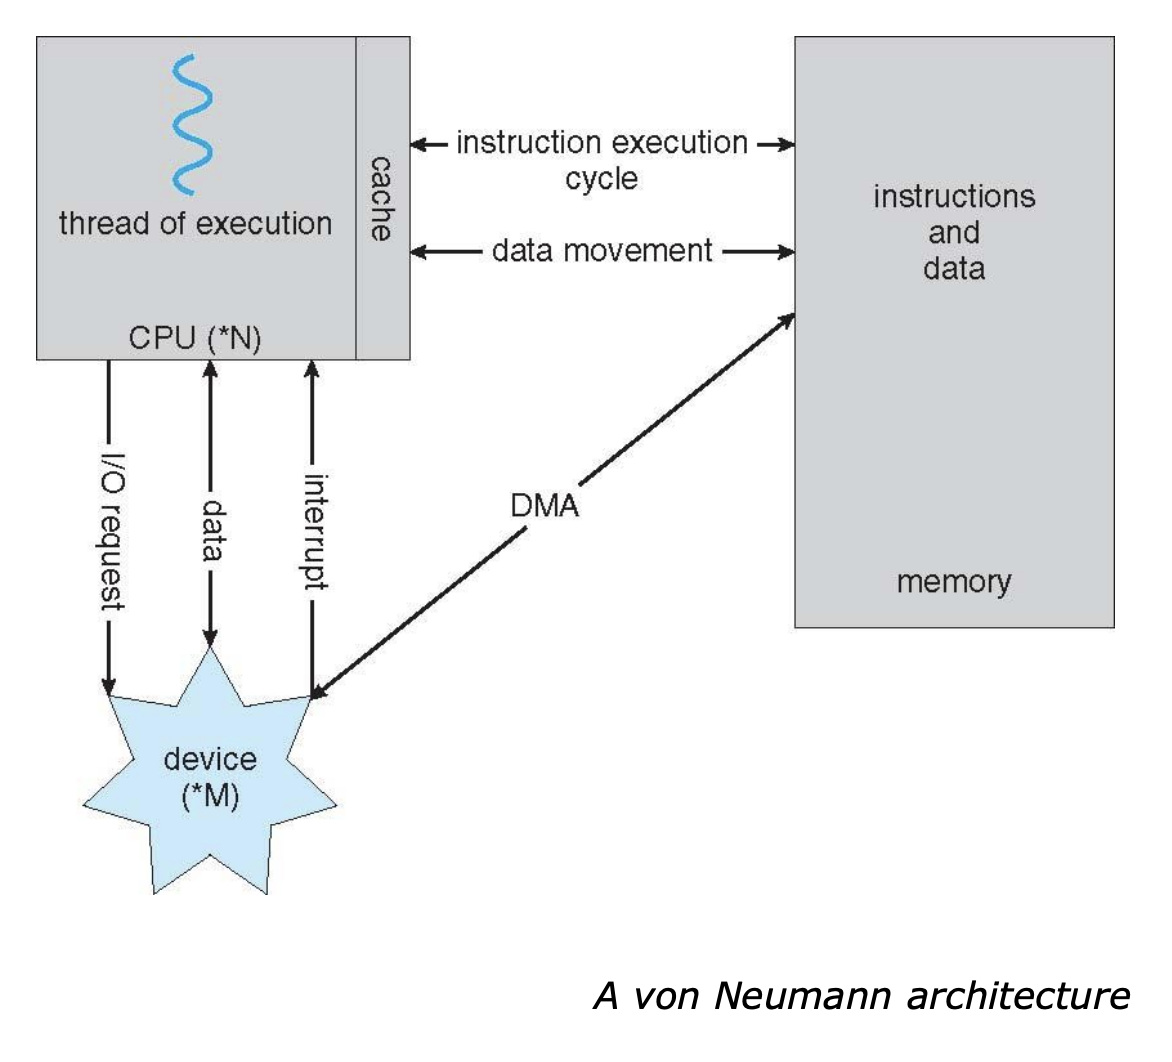 thread of execution
CPU (*N)
cache
instruction execution
cycle
data movement
instructions
and
data
memory
I/O request
data
interrupt
DMA
device
(*M)
A von Neumann architecture